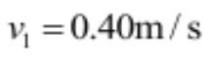 v₁ = 0.40m/s